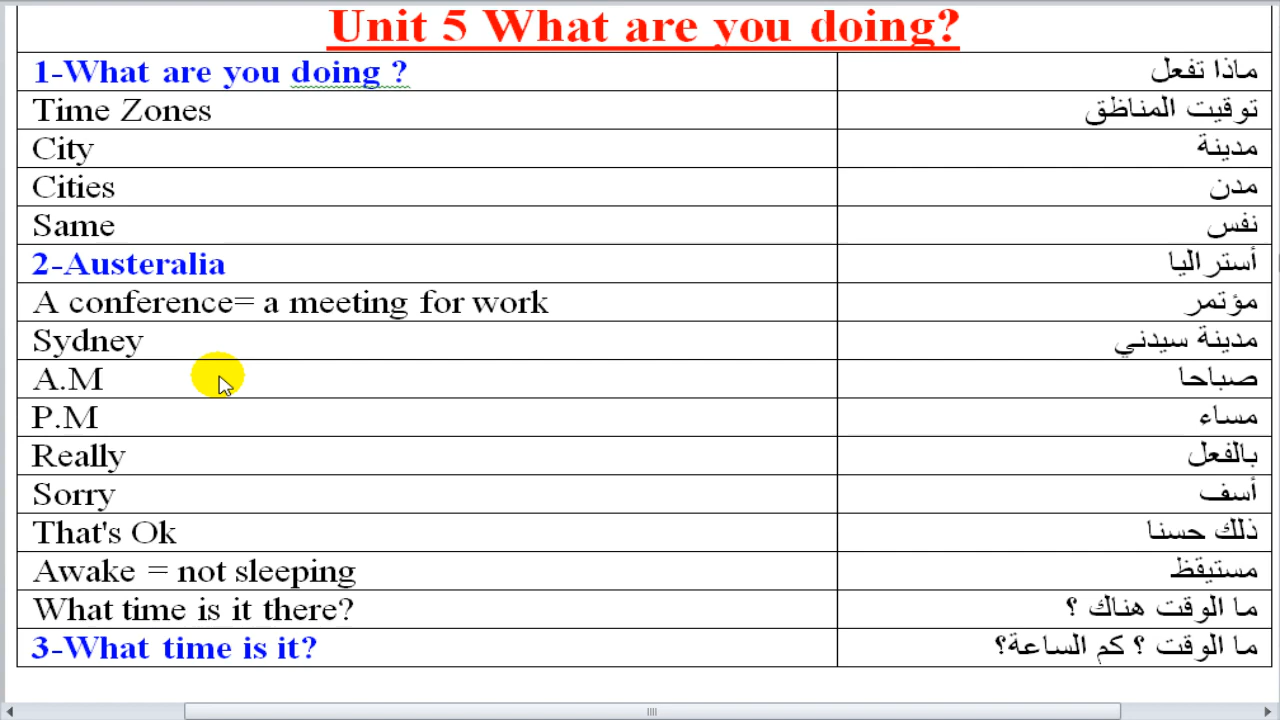 Unit 5 What are you doing?
1-What are you doing ? ماذا تفعل
Time Zones توقيت المناطق
City مدينة
Cities مدن
Same نفس
2-Austeralia أستراليا
A conference= a meeting for work مؤتمر
Sydney مدينة سيدني
A.M صباحا
P.M مساء
Really بالفعل
Sorry أسف
That's Ok ذلك حسنا
Awake = not sleeping مستيقظ
What time is it there? ما الوقت هناك ؟
3-What time is it? ما الوقت ؟ كم الساعة؟